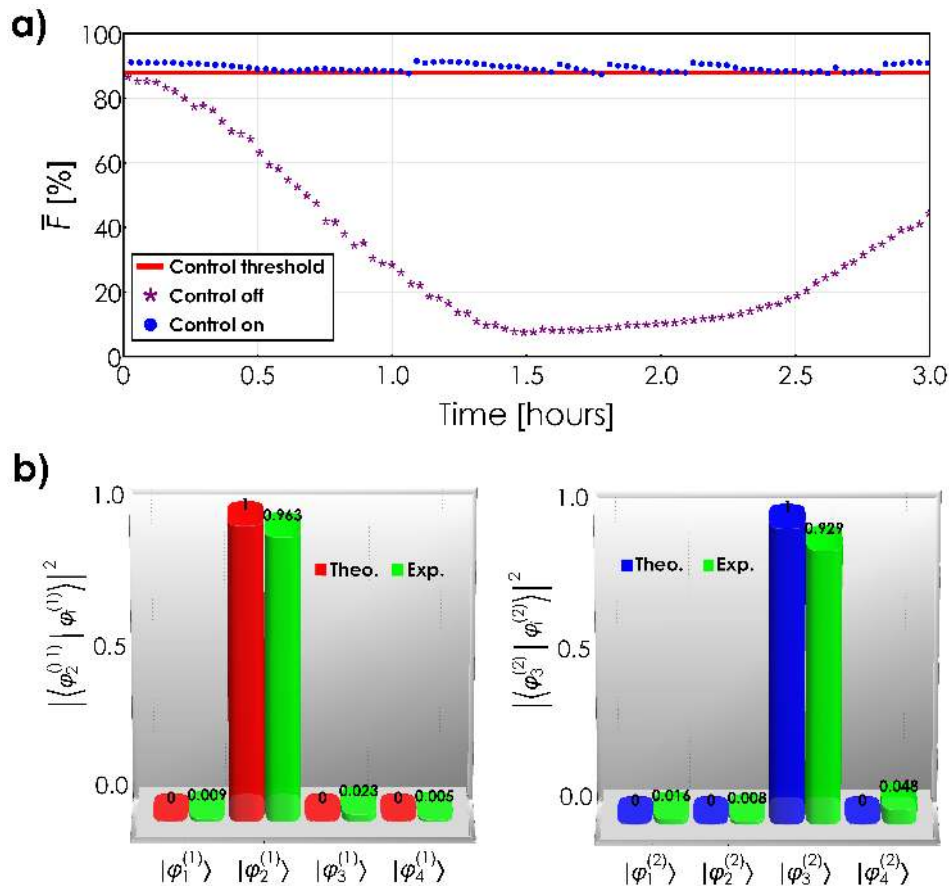 a)
100
80
60
40
20
0
F̅ [%]
Control threshold
Control off
Control on
0 0.5 1.0 1.5 2.0 2.5 3.0
Time [hours]
b)
1.0
0.5
0.0
|⟨φ₂⁽¹⁾|φᵢ⁽¹⁾⟩|²
Theo. Exp.
1 0.963
0 0.009 0 0.023 0 0.005
|φ₁⁽¹⁾⟩ |φ₂⁽¹⁾⟩ |φ₃⁽¹⁾⟩ |φ₄⁽¹⁾⟩
1.0
0.5
0.0
|⟨φ₃⁽²⁾|φᵢ⁽²⁾⟩|²
Theo. Exp.
1 0.929
0 0.016 0 0.008 0 0.048
|φ₁⁽²⁾⟩ |φ₂⁽²⁾⟩ |φ₃⁽²⁾⟩ |φ₄⁽²⁾⟩